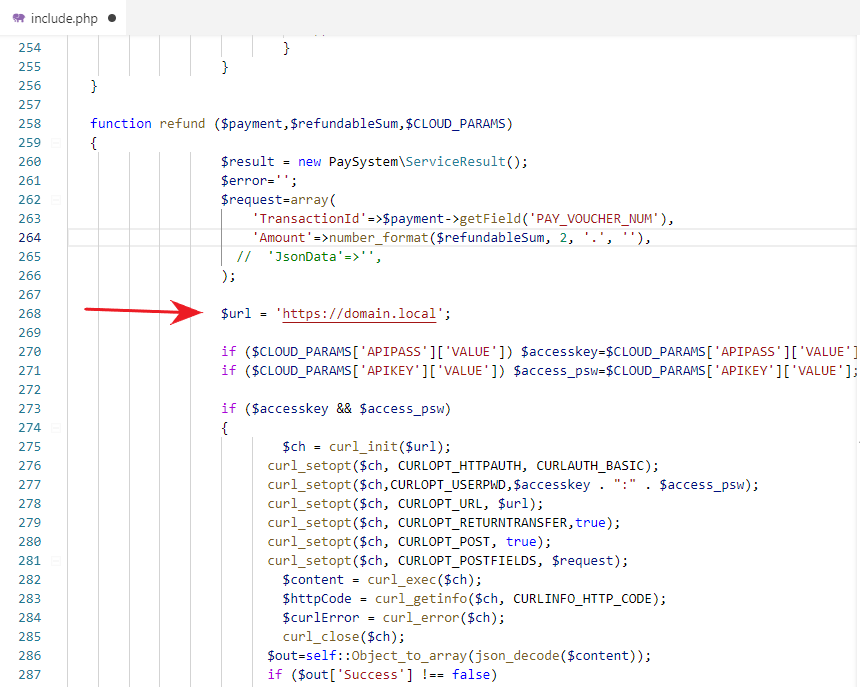 include.php
254 }
255 }
256 }
257
258 function refund ($payment,$refundableSum,$CLOUD_PARAMS)
259 {
260 $result = new PaySystem\ServiceResult();
261 $error='';
262 $request=array(
263 'TransactionId'=>$payment->getField('PAY_VOUCHER_NUM'),
264 'Amount'=>number_format($refundableSum, 2, '.', ''),
265 // 'JsonData'=>'',
266 );
267
268 $url = 'https://domain.local';
269
270 if ($CLOUD_PARAMS['APIPASS']['VALUE']) $accesskey=$CLOUD_PARAMS['APIPASS']['VALUE']
271 if ($CLOUD_PARAMS['APIKEY']['VALUE']) $access_psw=$CLOUD_PARAMS['APIKEY']['VALUE'];
272
273 if ($accesskey && $access_psw)
274 {
275 $ch = curl_init($url);
276 curl_setopt($ch, CURLOPT_HTTPAUTH, CURLAUTH_BASIC);
277 curl_setopt($ch,CURLOPT_USERPWD,$accesskey . ":" . $access_psw);
278 curl_setopt($ch, CURLOPT_URL, $url);
279 curl_setopt($ch, CURLOPT_RETURNTRANSFER,true);
280 curl_setopt($ch, CURLOPT_POST, true);
281 curl_setopt($ch, CURLOPT_POSTFIELDS, $request);
282 $content = curl_exec($ch);
283 $httpCode = curl_getinfo($ch, CURLINFO_HTTP_CODE);
284 $curlError = curl_error($ch);
285 curl_close($ch);
286 $out=self::Object_to_array(json_decode($content));
287 if ($out['Success'] !== false)